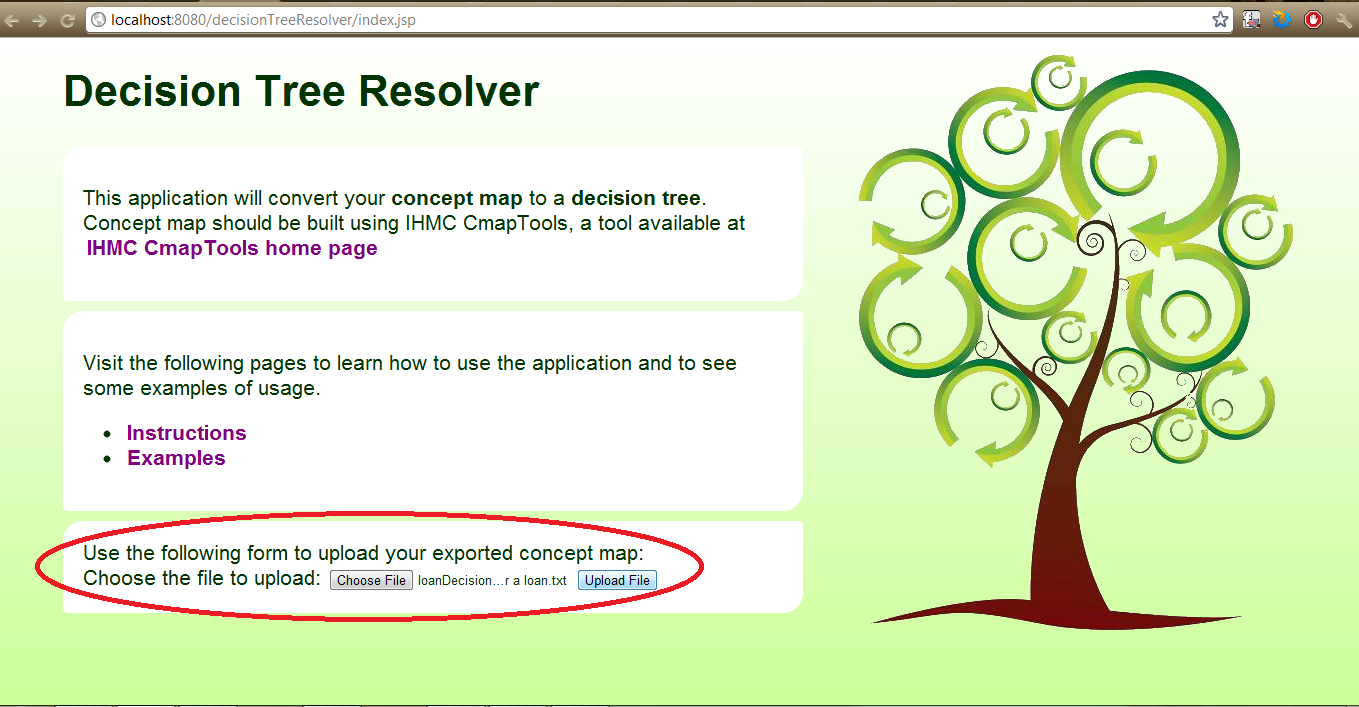 localhost:8080/decisionTreeResolver/index.jsp
Decision Tree Resolver
This application will convert your concept map to a decision tree.
Concept map should be built using IHMC CmapTools, a tool available at
IHMC CmapTools home page
Visit the following pages to learn how to use the application and to see
some examples of usage.
• Instructions
• Examples
Use the following form to upload your exported concept map:
Choose the file to upload: Choose File loanDecision...r a loan.txt Upload File